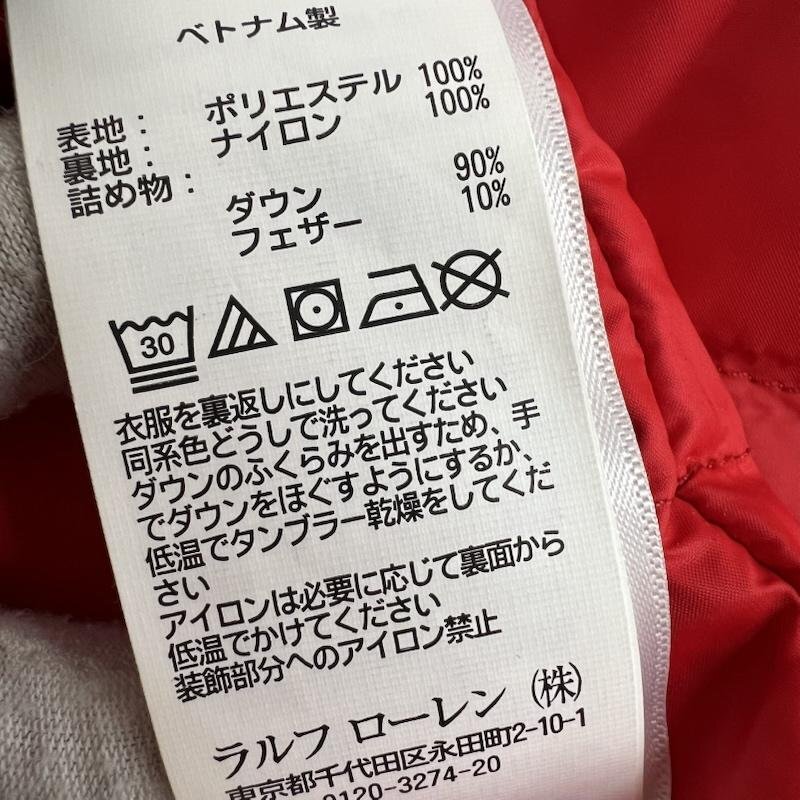 ベトナム製
表地： ポリエステル 100%
裏地： ナイロン 100%
詰め物：
ダウン 90%
フェザー 10%
30
衣服を裏返しにしてください
同系色どうしで洗ってください
ダウンのふくらみを出すため、手
でダウンをほぐすようにするか、
低温でタンブラー乾燥をしてくだ
さい
アイロンは必要に応じて裏面から
低温でかけてください
装飾部分へのアイロン禁止
ラルフ ローレン（株）
東京都千代田区永田町2-10-1
0120-3274-20